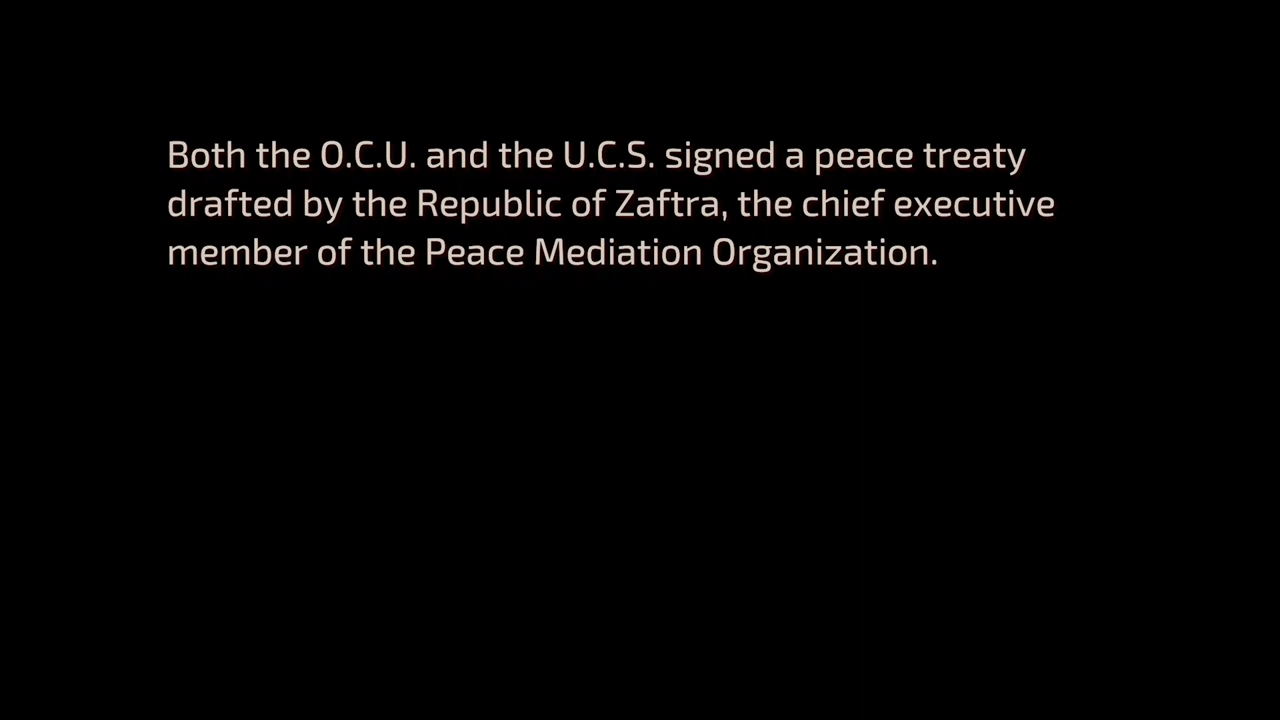 Both the O.C.U. and the U.C.S. signed a peace treaty
drafted by the Republic of Zaftra, the chief executive
member of the Peace Mediation Organization.